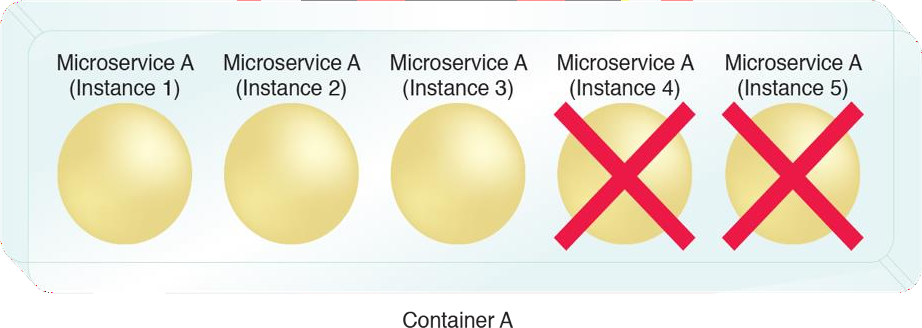 Microservice A
(Instance 1)
Microservice A
(Instance 2)
Microservice A
(Instance 3)
Microservice A
(Instance 4)
Microservice A
(Instance 5)
Container A